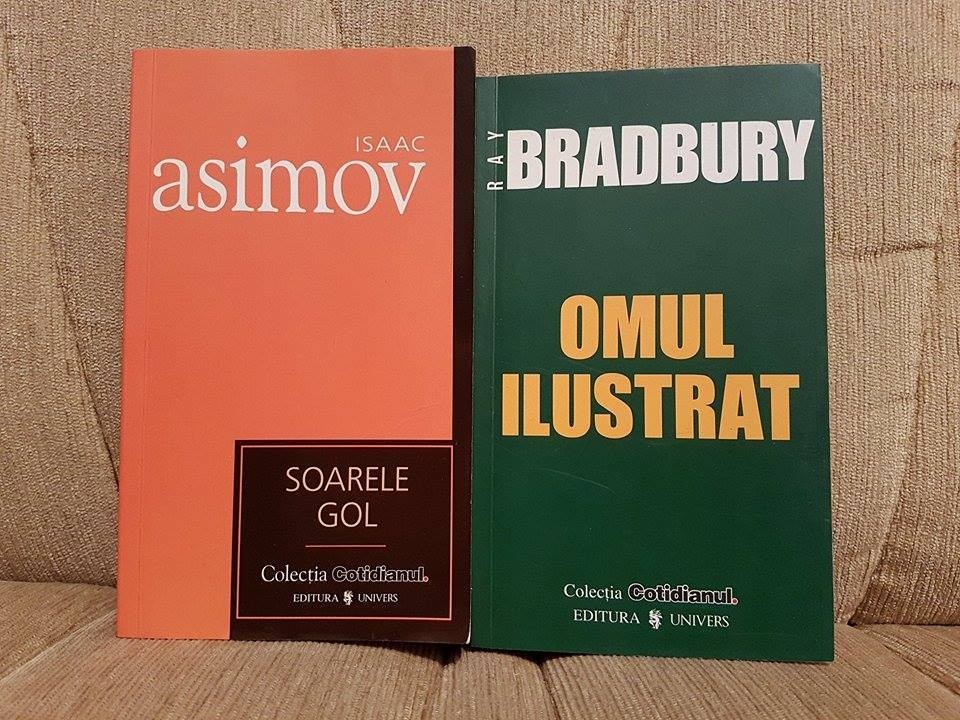 ISAAC
asimov
SOARELE
GOL
Colecția Cotidianul.
EDITURA UNIVERS
RAY
BRADBURY
OMUL
ILUSTRAT
Colecția Cotidianul.
EDITURA UNIVERS